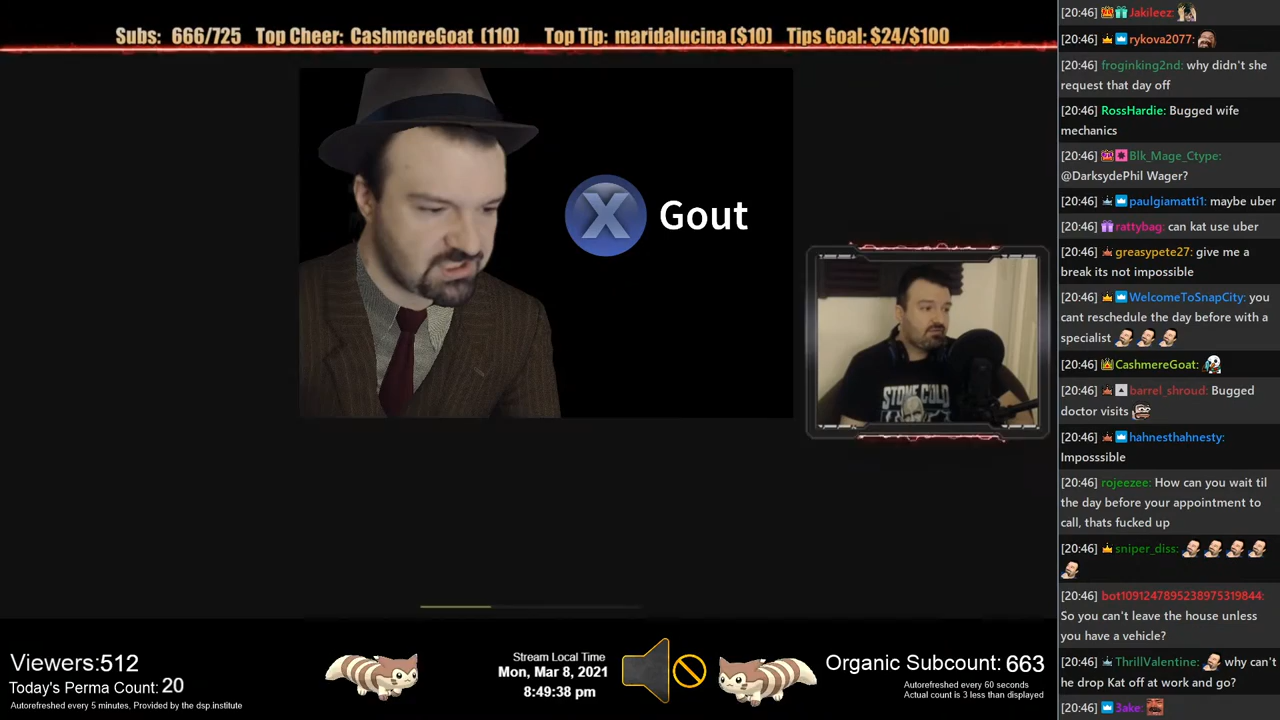 Subs: 666/725 Top Cheer: CashmereGoat (110) Top Tip: maridalucina ($10) Tips Goal: $24/$100
X Gout
STONE COLD
Viewers:512
Today's Perma Count: 20
Autorefreshed every 5 minutes, Provided by the dsp.institute
Stream Local Time
Mon, Mar 8, 2021
8:49:38 pm
Organic Subcount: 663
Autorefreshed every 60 seconds
Actual count is 3 less than displayed
[20:46] Jakileez:
[20:46] rykova2077:
[20:46] froginking2nd: why didn't she
request that day off
[20:46] RossHardie: Bugged wife
mechanics
[20:46] Blk_Mage_Ctype:
@DarksydePhil Wager?
[20:46] paulgiamatti1: maybe uber
[20:46] rattybag: can kat use uber
[20:46] greasypete27: give me a
break its not impossible
[20:46] WelcomeToSnapCity: you
cant reschedule the day before with a
specialist
[20:46] CashmereGoat:
[20:46] barrel_shroud: Bugged
doctor visits
[20:46] hahnesthahnesty:
Imposssible
[20:46] rojeezee: How can you wait til
the day before your appointment to
call, thats fucked up
[20:46] sniper_diss:
[20:46] bot1091247895238975319844:
So you can't leave the house unless
you have a vehicle?
[20:46] ThrillValentine: why can't
he drop Kat off at work and go?
[20:46] 3ake: